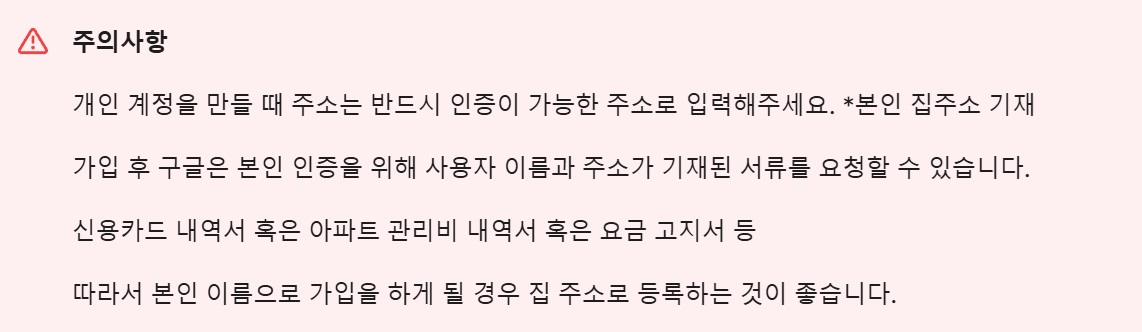 주의사항
개인 계정을 만들 때 주소는 반드시 인증이 가능한 주소로 입력해주세요. *본인 집주소 기재
가입 후 구글은 본인 인증을 위해 사용자 이름과 주소가 기재된 서류를 요청할 수 있습니다.
신용카드 내역서 혹은 아파트 관리비 내역서 혹은 요금 고지서 등
따라서 본인 이름으로 가입을 하게 될 경우 집 주소로 등록하는 것이 좋습니다.